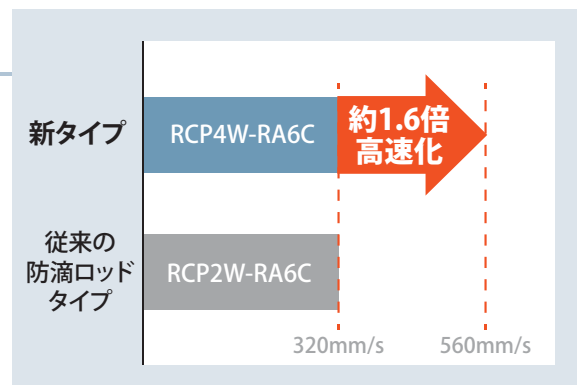 新タイプ
RCP4W-RA6C
約1.6倍
高速化
従来の
防滴ロッド
タイプ
RCP2W-RA6C
320mm/s
560mm/s